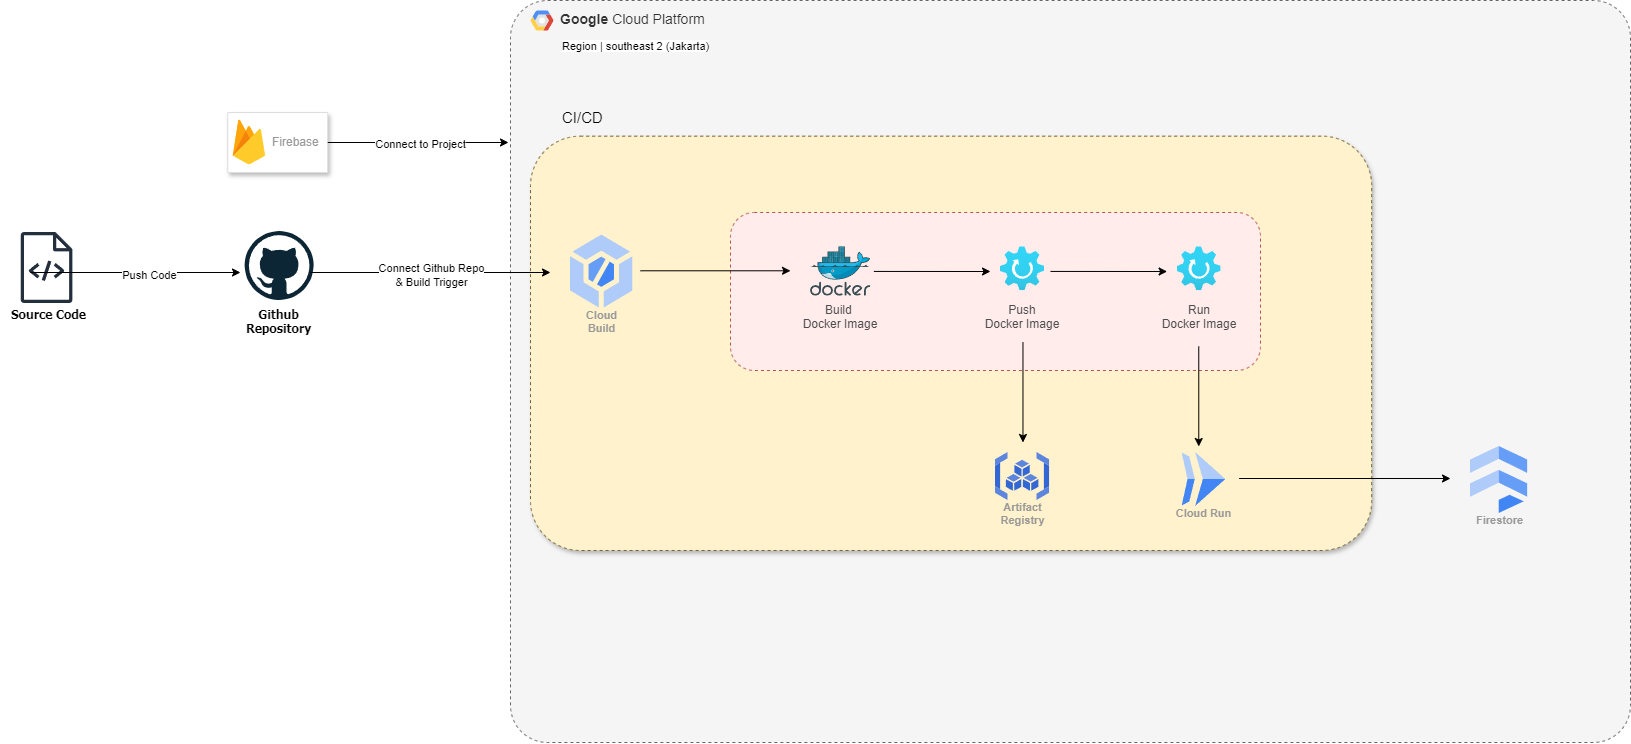 Google Cloud Platform
Region | southeast 2 (Jakarta)
CI/CD
Firebase
Connect to Project
Source Code
Push Code
Github
Repository
Connect Github Repo
& Build Trigger
Cloud
Build
docker
Build
Docker Image
Push
Docker Image
Run
Docker Image
Artifact
Registry
Cloud Run
Firestore